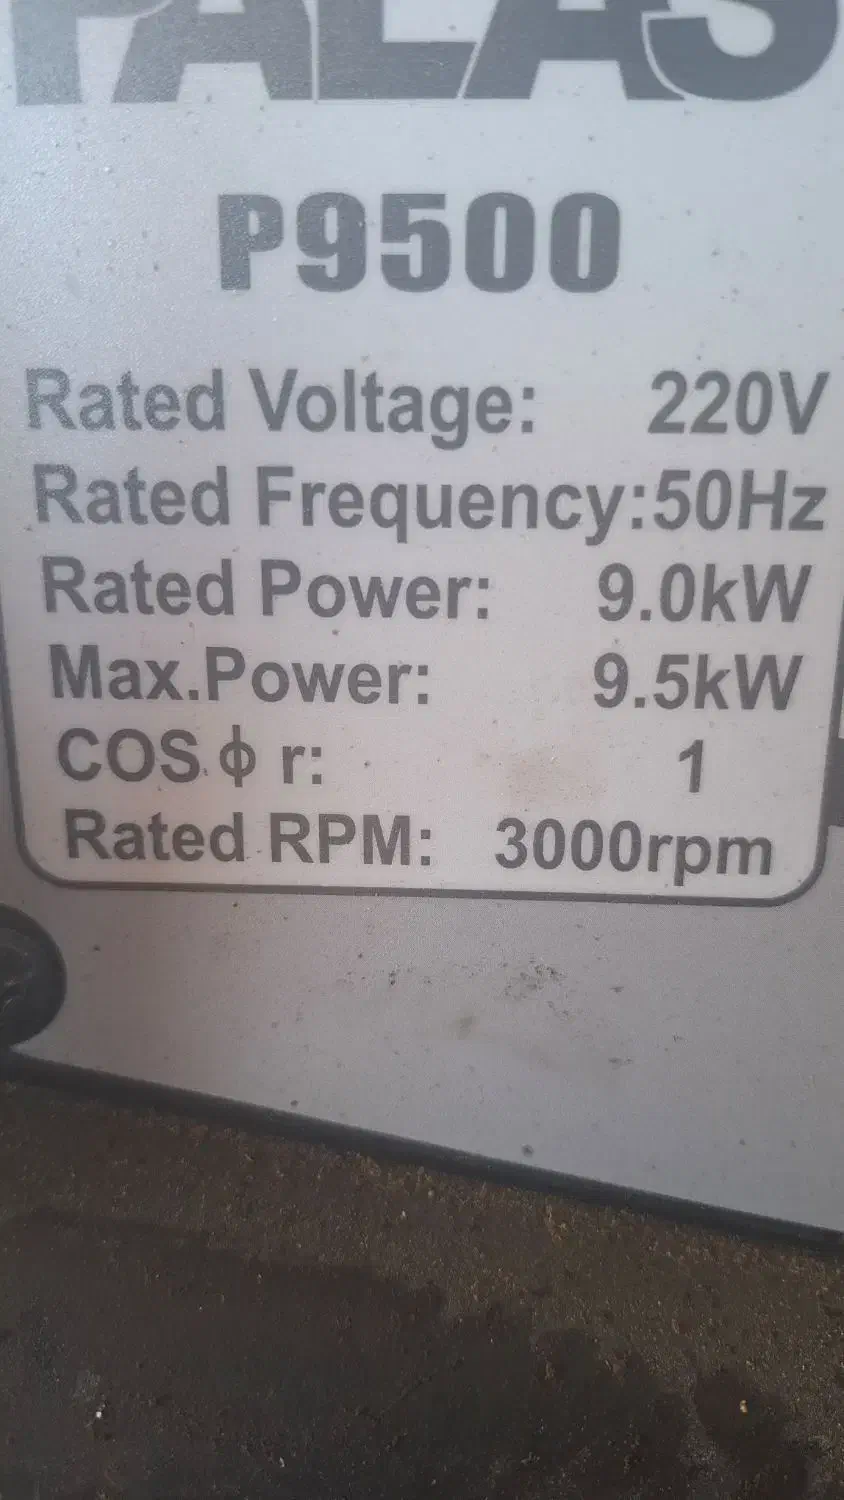 PALAS
P9500
Rated Voltage: 220V
Rated Frequency:50Hz
Rated Power: 9.0kW
Max.Power: 9.5kW
COS.ϕ r: 1
Rated RPM: 3000rpm